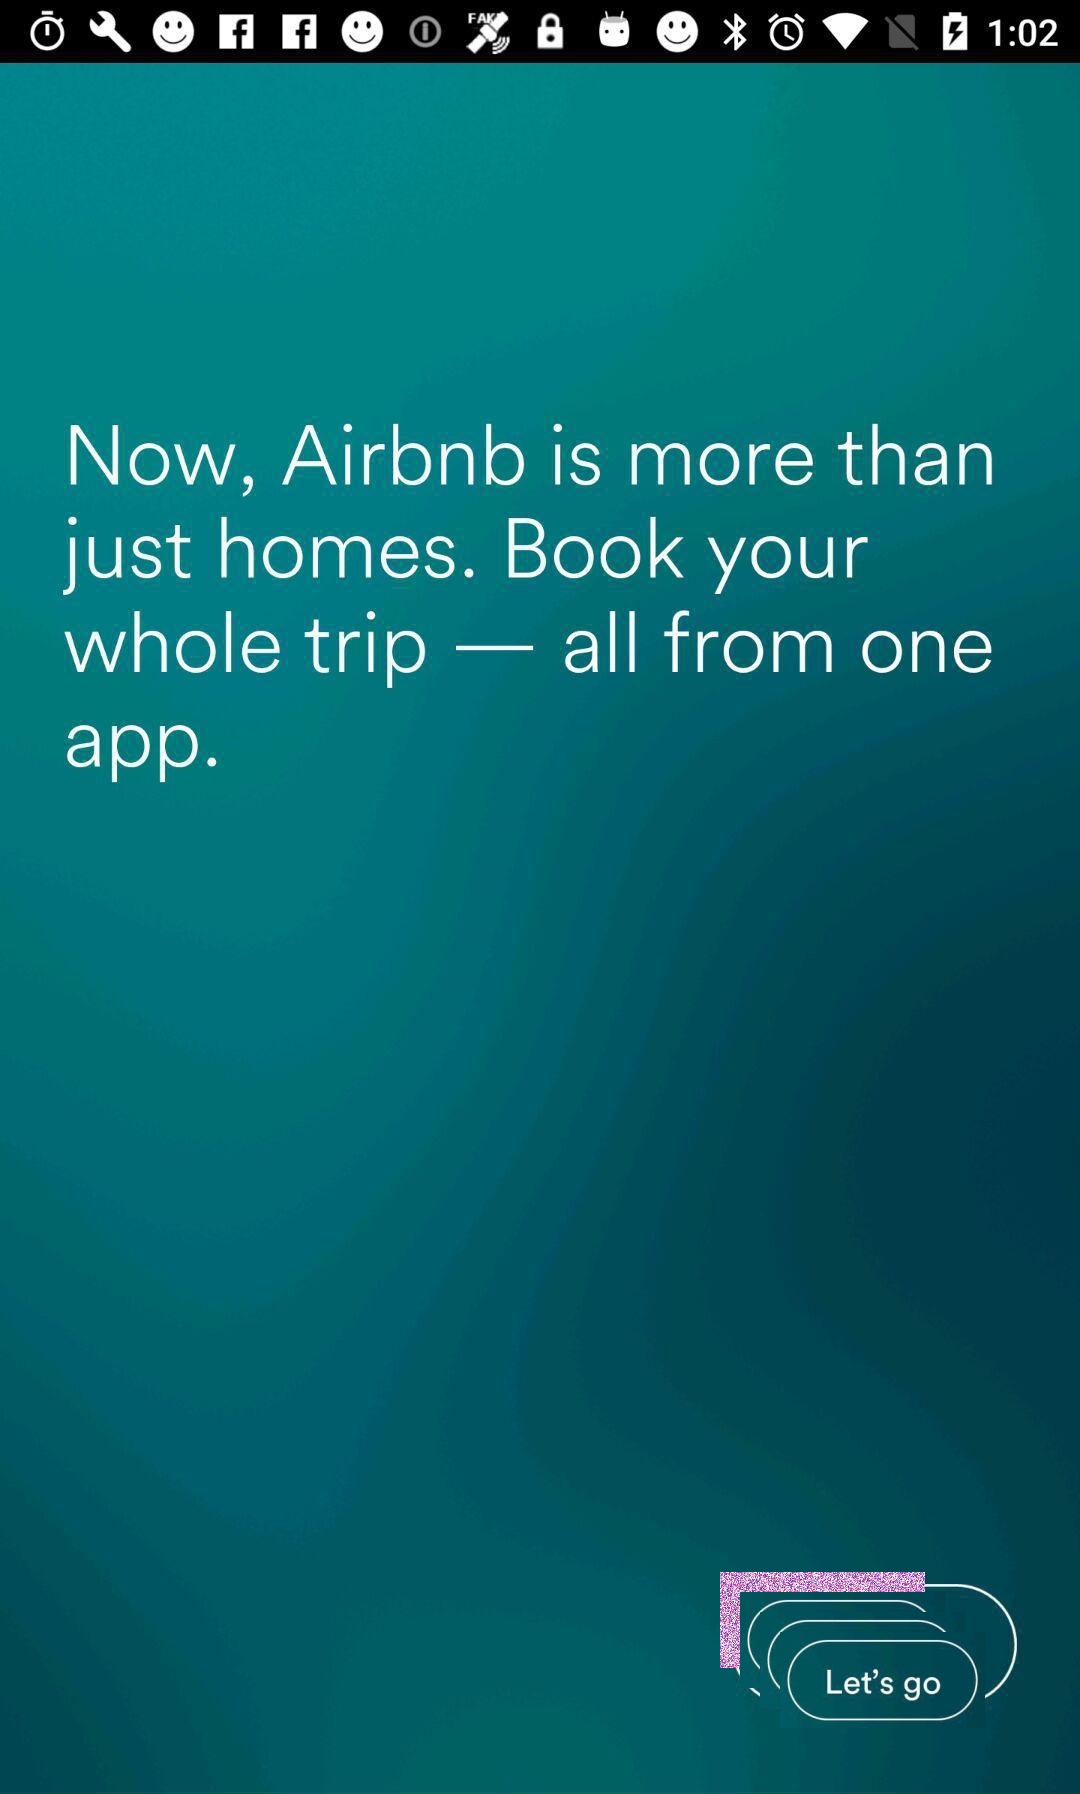 FAKE
1:02
Now, Airbnb is more than
just homes. Book your
whole trip — all from one
app.
Let’s go